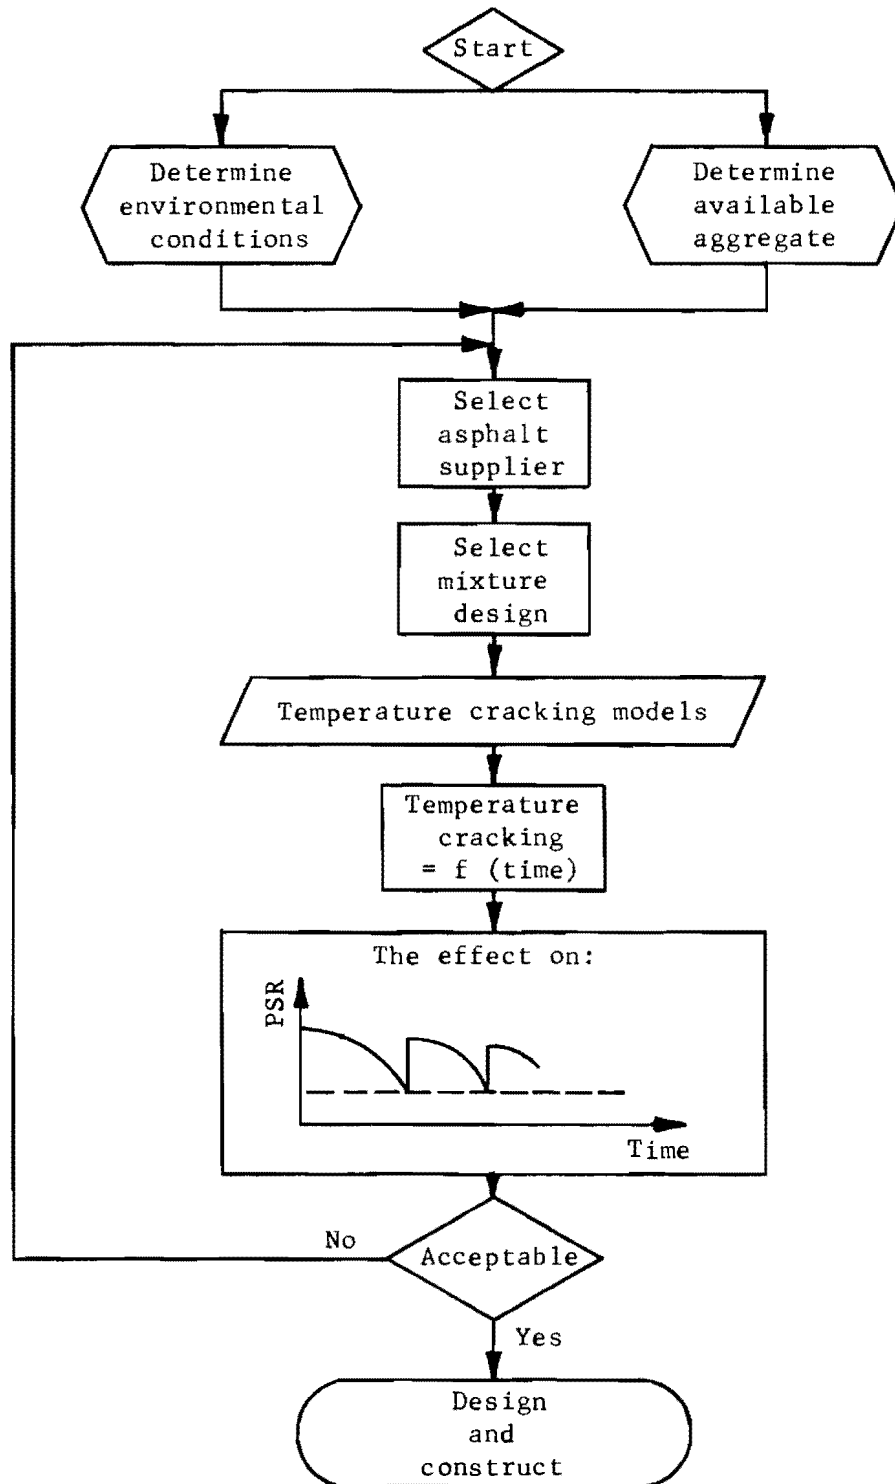 Start
Determine
environmental
conditions
Determine
available
aggregate
Select
asphalt
supplier
Select
mixture
design
Temperature cracking models
Temperature
cracking
= f (time)
The effect on:
PSR
Time
No
Acceptable
Yes
Design
and
construct